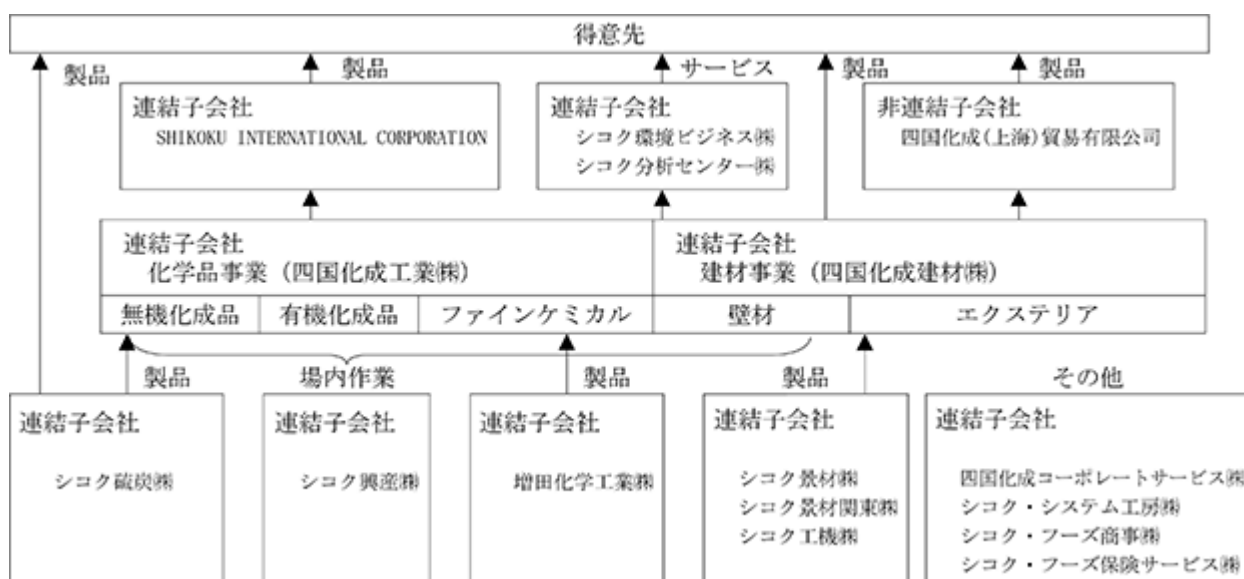 得意先
製品
製品
サービス
製品
製品
連結子会社
SHIKOKU INTERNATIONAL CORPORATION
連結子会社
シコク環境ビジネス㈱
シコク分析センター㈱
非連結子会社
四国化成(上海)貿易有限公司
連結子会社
化学品事業(四国化成工業㈱)
連結子会社
建材事業(四国化成建材㈱)
無機化成品
有機化成品
ファインケミカル
壁材
エクステリア
製品
場内作業
製品
製品
その他
連結子会社
シコク硫炭㈱
連結子会社
シコク興産㈱
連結子会社
増田化学工業㈱
連結子会社
シコク景材㈱
シコク景材関東㈱
シコク工機㈱
連結子会社
四国化成コーポレートサービス㈱
シコク・システム工房㈱
シコク・フーズ商事㈱
シコク・フーズ保険サービス㈱